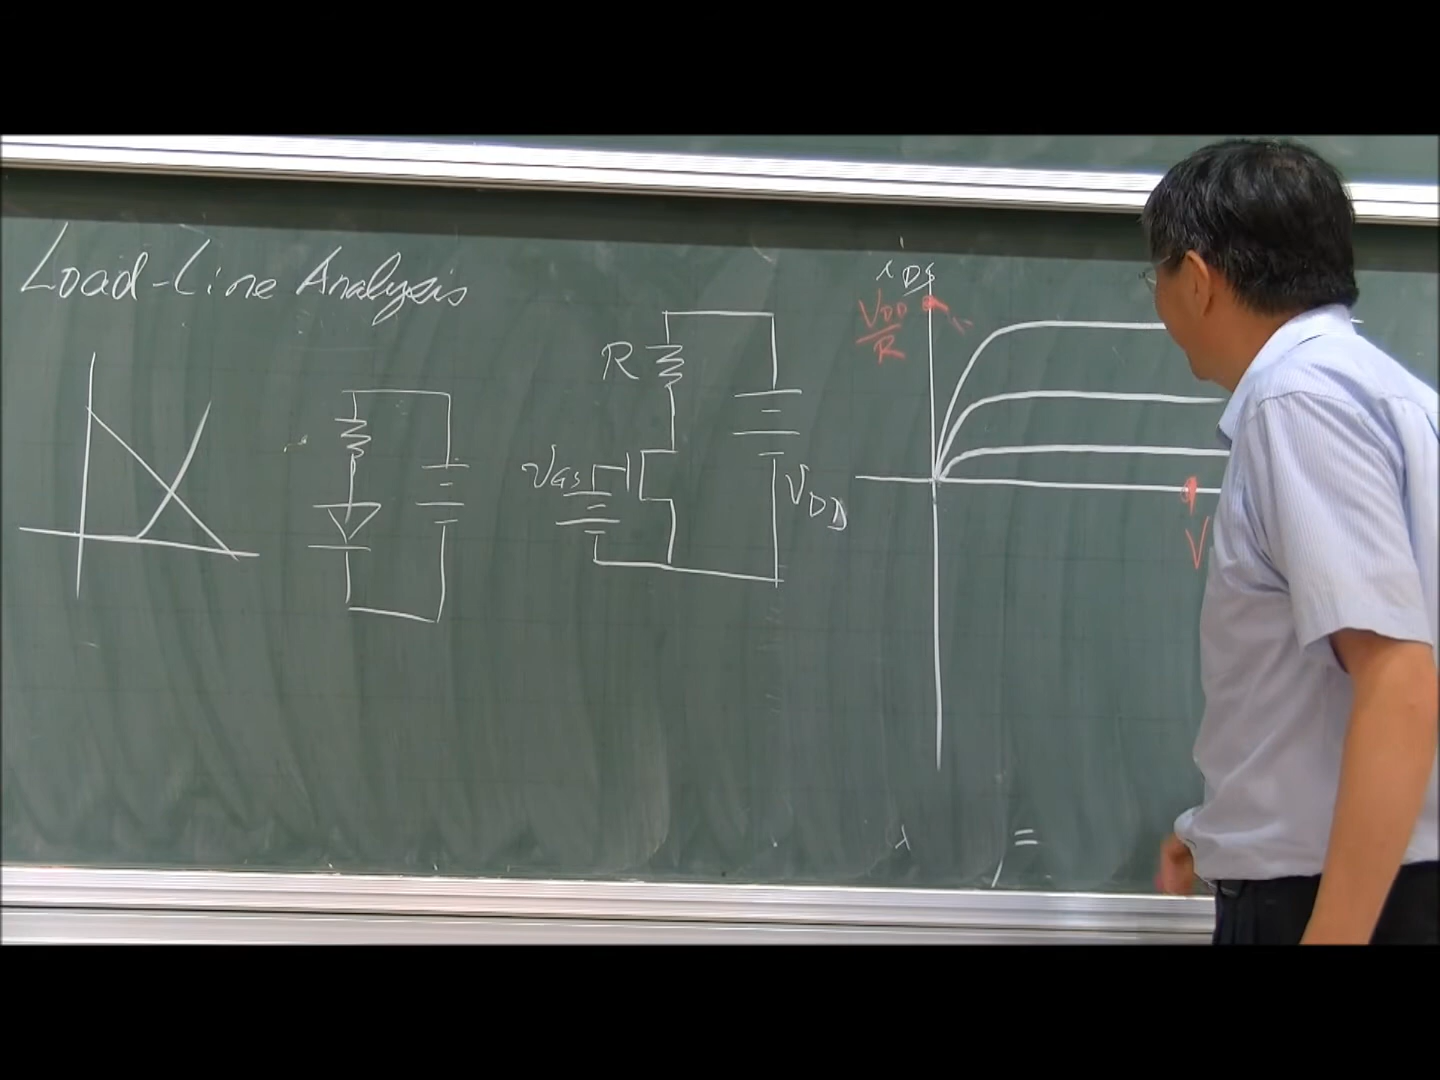 Load-Line Analysis
iDS
VDD
R
R
VGS
VDD
V
=